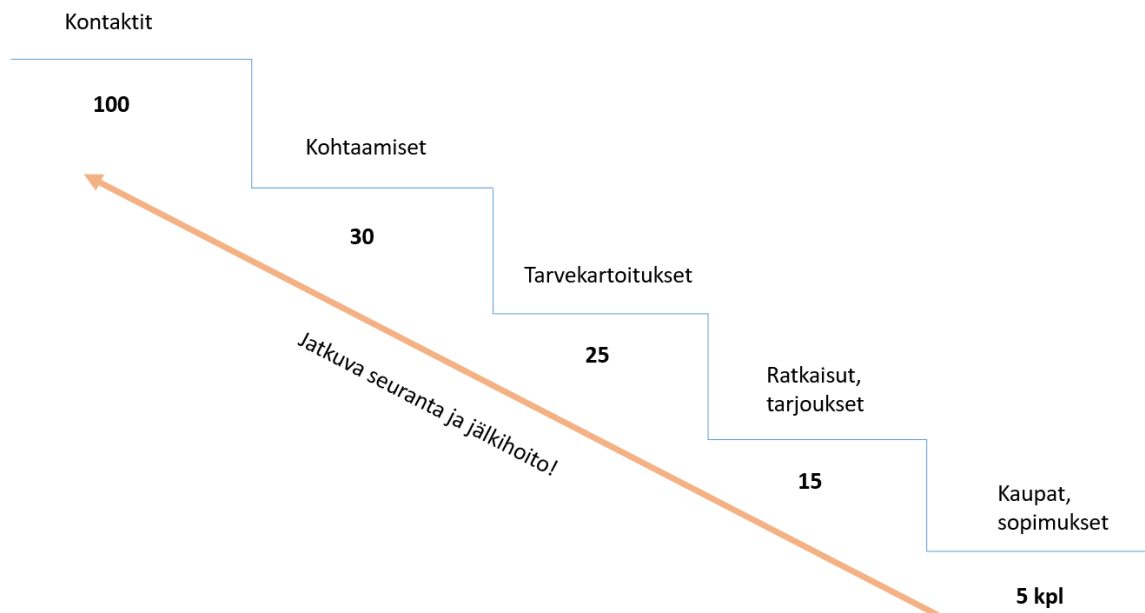 Kontaktit
100
Kohtaamiset
30
Tarvekartoitukset
25
Ratkaisut,
tarjoukset
15
Kaupat,
sopimukset
5 kpl
Jatkuva seuranta ja jälkihoito!